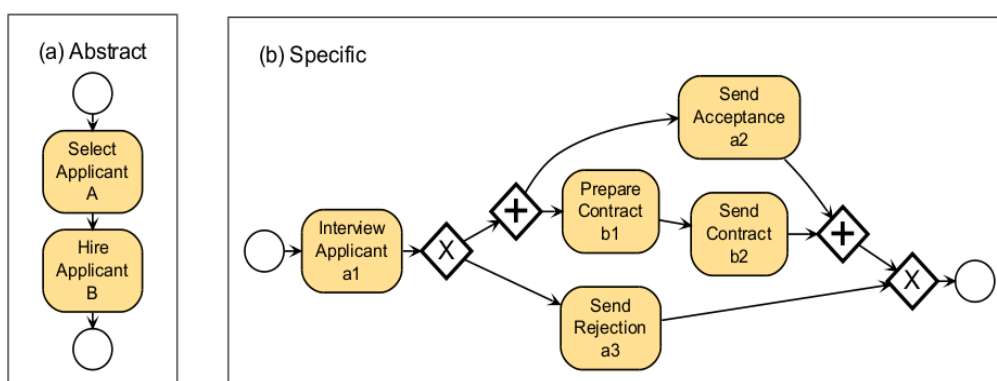 (a) Abstract
Select
Applicant
A
Hire
Applicant
B
(b) Specific
Interview
Applicant
a1
X
+
Send
Acceptance
a2
Prepare
Contract
b1
Send
Contract
b2
+
Send
Rejection
a3
X